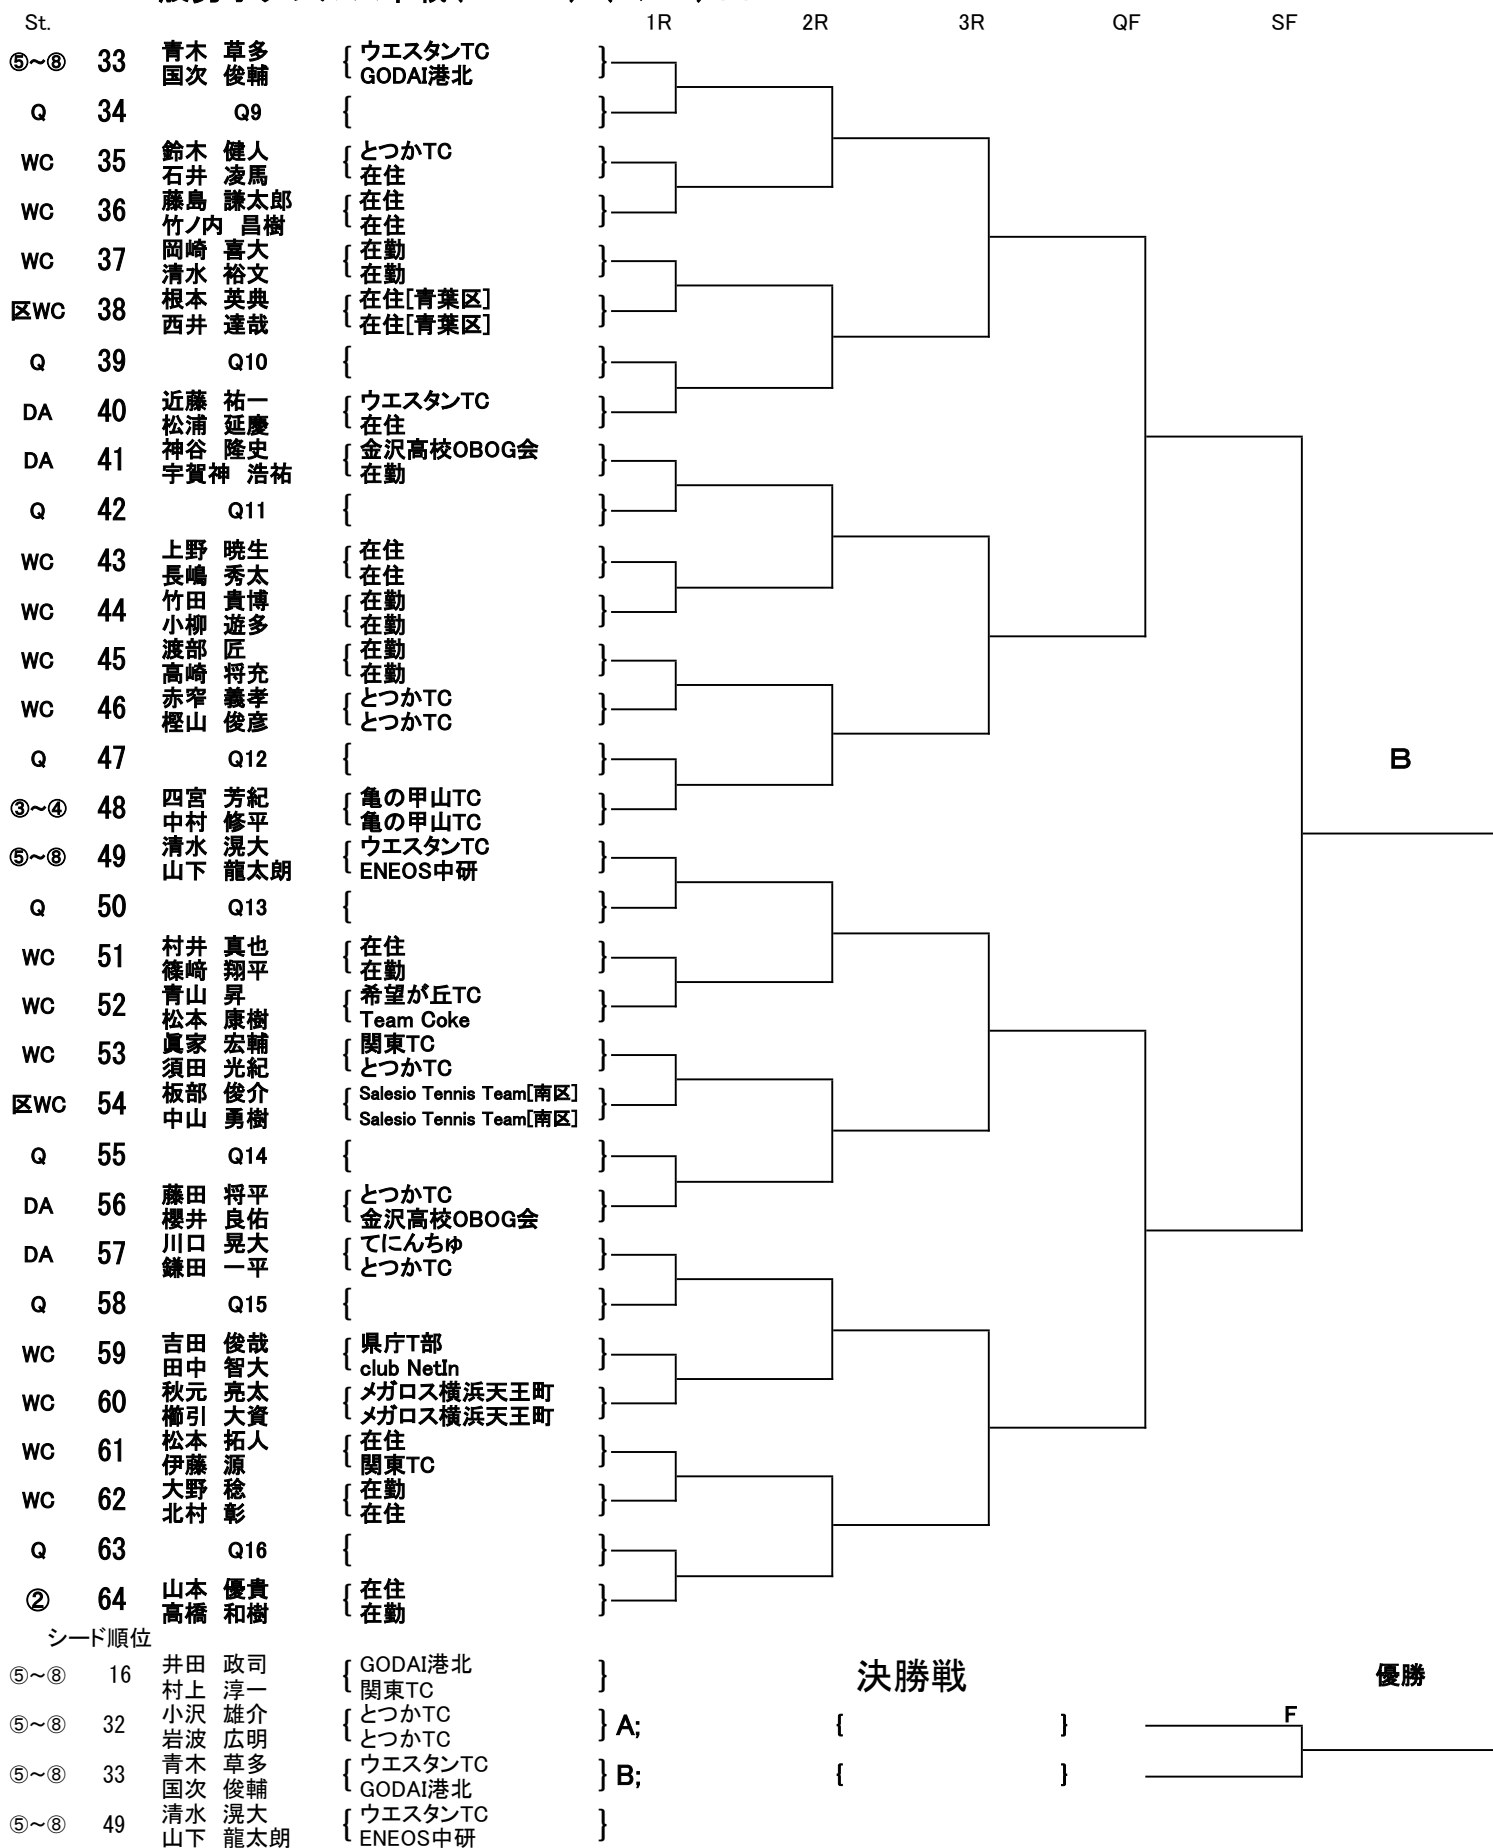 St. 1R 2R 3R QF SF
⑤~⑧ 33 青木 草多 { ウエスタンTC }
国次 俊輔 GODAI港北
Q 34 Q9 { }
WC 35 鈴木 健人 { とつかTC }
石井 凌馬 在住
WC 36 藤島 謙太郎 { 在住 }
竹ノ内 昌樹 在住
WC 37 岡崎 喜大 { 在勤 }
清水 裕文 在勤
区WC 38 根本 英典 { 在住[青葉区] }
西井 達哉 在住[青葉区]
Q 39 Q10 { }
DA 40 近藤 祐一 { ウエスタンTC }
松浦 延慶 在住
DA 41 神谷 隆史 { 金沢高校OBOG会 }
宇賀神 浩祐 在勤
Q 42 Q11 { }
WC 43 上野 暁生 { 在住 }
長嶋 秀太 在住
WC 44 竹田 貴博 { 在勤 }
小柳 遊多 在勤
WC 45 渡部 匠 { 在勤 }
高崎 将充 在勤
WC 46 赤窄 義孝 { とつかTC }
樫山 俊彦 とつかTC
Q 47 Q12 { } B
③~④ 48 四宮 芳紀 { 亀の甲山TC }
中村 修平 亀の甲山TC
⑤~⑧ 49 清水 滉大 { ウエスタンTC }
山下 龍太朗 ENEOS中研
Q 50 Q13 { }
WC 51 村井 真也 { 在住 }
篠﨑 翔平 在勤
WC 52 青山 昇 { 希望が丘TC }
松本 康樹 Team Coke
WC 53 眞家 宏輔 { 関東TC }
須田 光紀 とつかTC
区WC 54 板部 俊介 { Salesio Tennis Team[南区] }
中山 勇樹 Salesio Tennis Team[南区]
Q 55 Q14 { }
DA 56 藤田 将平 { とつかTC }
櫻井 良佑 金沢高校OBOG会
DA 57 川口 晃大 { てにんちゅ }
鎌田 一平 とつかTC
Q 58 Q15 { }
WC 59 吉田 俊哉 { 県庁T部 }
田中 智大 club NetIn
WC 60 秋元 亮太 { メガロス横浜天王町 }
櫛引 大資 メガロス横浜天王町
WC 61 松本 拓人 { 在住 }
伊藤 源 関東TC
WC 62 大野 稔 { 在勤 }
北村 彰 在住
Q 63 Q16 { }
② 64 山本 優貴 { 在住 }
高橋 和樹 在勤
シード順位
⑤~⑧ 16 井田 政司 { GODAI港北 } 決勝戦 優勝
村上 淳一 関東TC
⑤~⑧ 32 小沢 雄介 { とつかTC } A; { } F
岩波 広明 とつかTC
⑤~⑧ 33 青木 草多 { ウエスタンTC } B; { }
国次 俊輔 GODAI港北
⑤~⑧ 49 清水 滉大 { ウエスタンTC }
山下 龍太朗 ENEOS中研